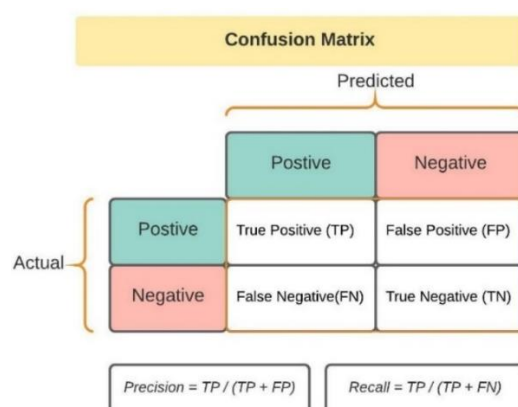 Confusion Matrix
Predicted
Postive Negative
Actual
Postive True Positive (TP) False Positive (FP)
Negative False Negative(FN) True Negative (TN)
Precision = TP / (TP + FP) Recall = TP / (TP + FN)